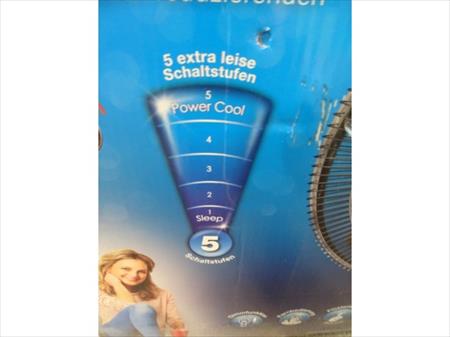 5 extra leise
Schaltstufen
5
Power Cool
4
3
2
1
Sleep
5
Schaltstufen